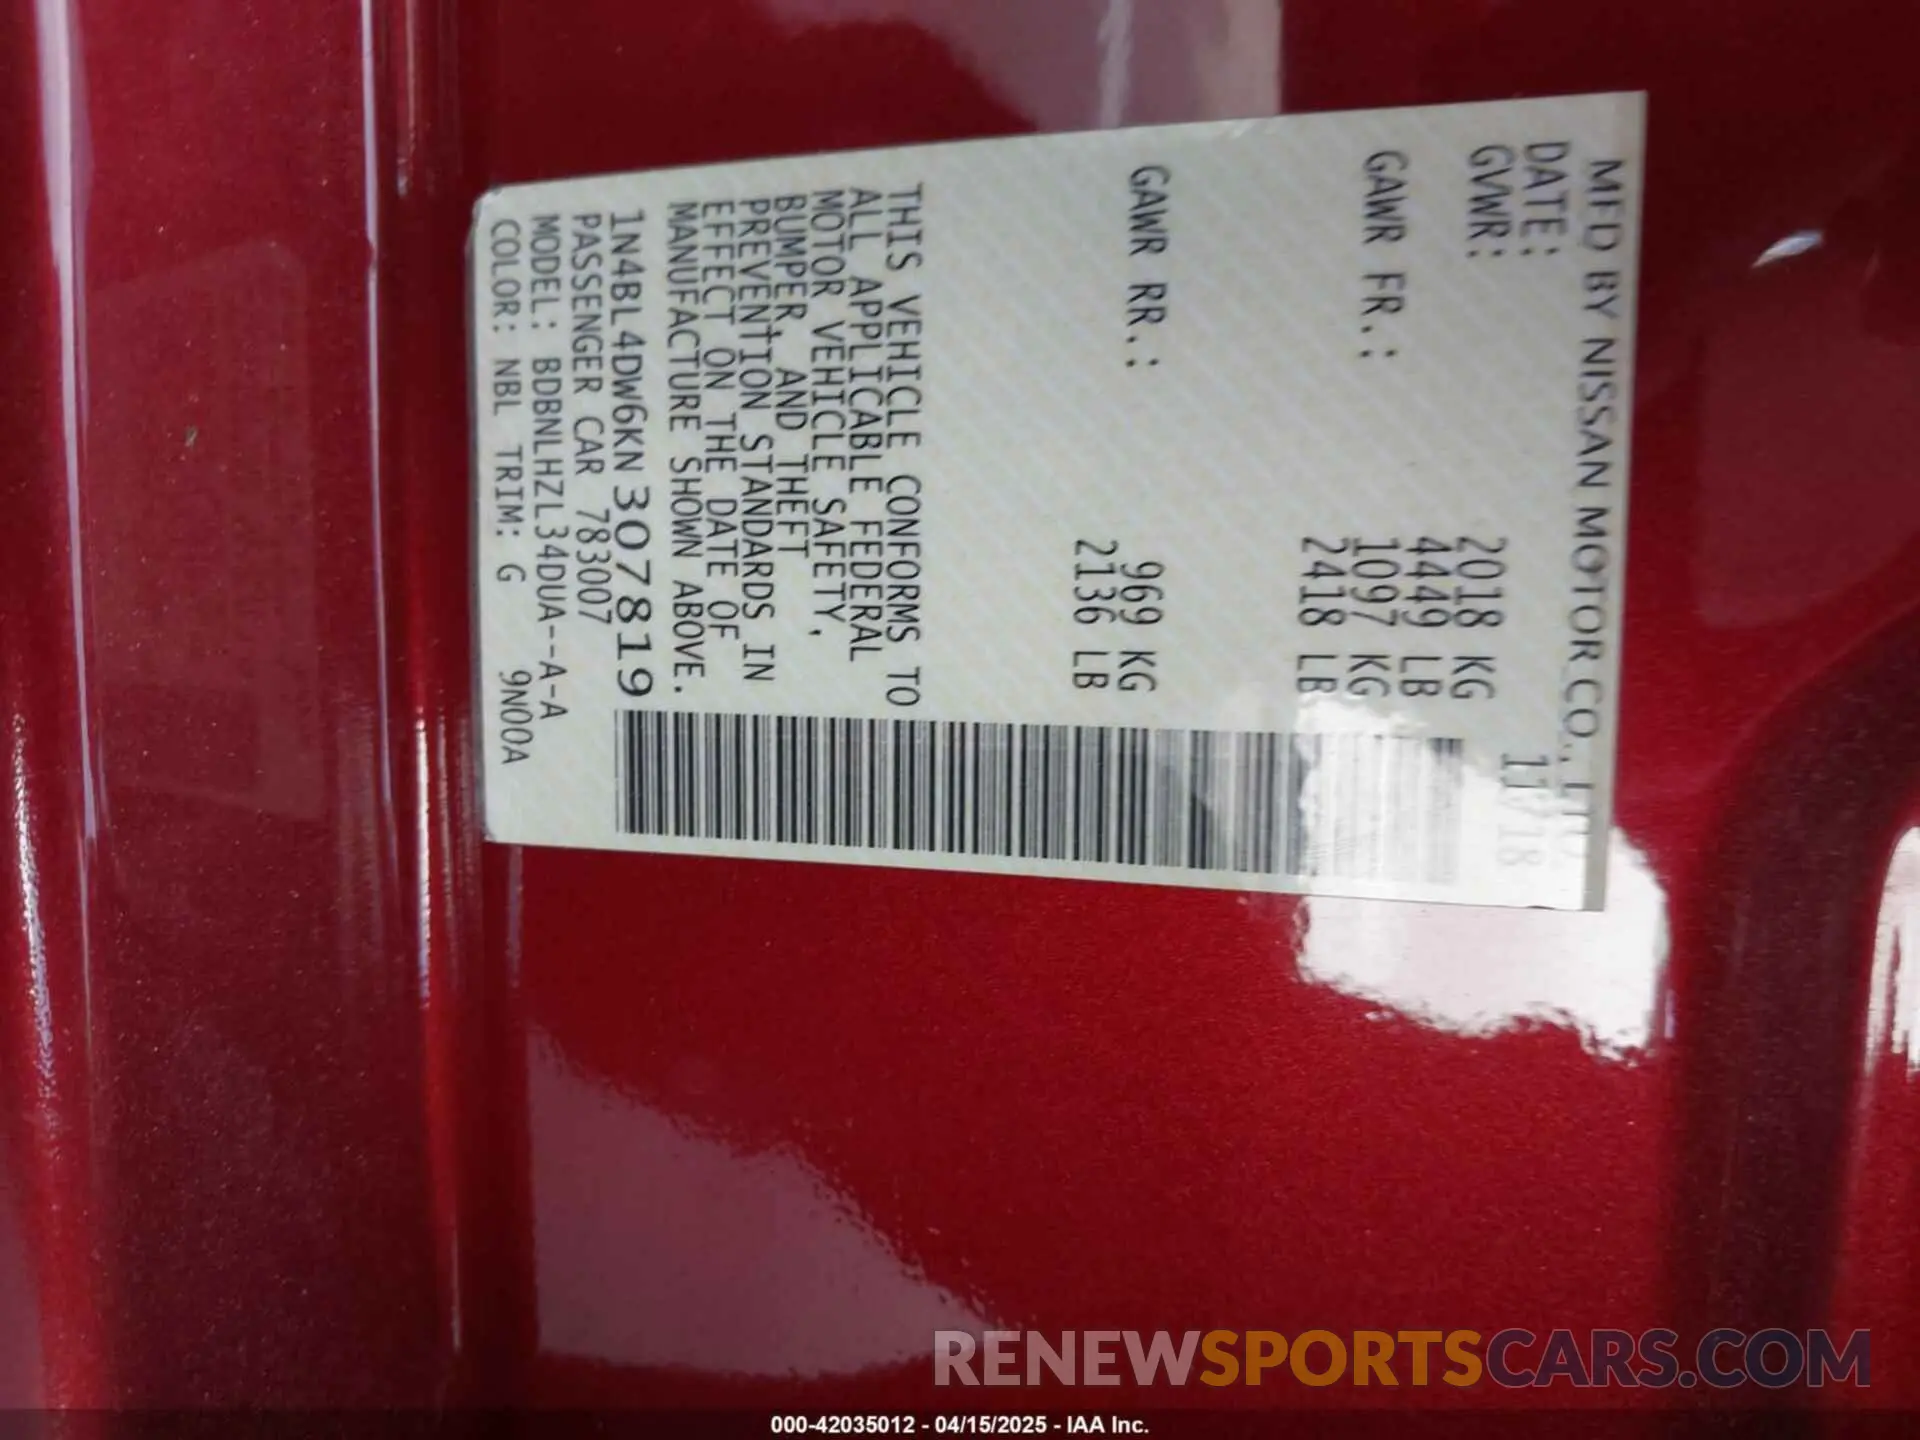 MFD BY NISSAN MOTOR CO., LTD
DATE: 11/18
GVWR: 2018 KG
4449 LB
GAWR FR.: 1097 KG
2418 LB
GAWR RR.: 969 KG
2136 LB
THIS VEHICLE CONFORMS TO
ALL APPLICABLE FEDERAL
MOTOR VEHICLE SAFETY,
BUMPER, AND THEFT
PREVENTION STANDARDS IN
EFFECT ON THE DATE OF
MANUFACTURE SHOWN ABOVE.
1N4BL4DW6KN307819
PASSENGER CAR 783007
MODEL: BDBNLHZL34DUA--A-A
COLOR: NBL TRIM: G 9N00A
RENEWSPORTSCARS.COM
000-42035012 - 04/15/2025 - IAA Inc.